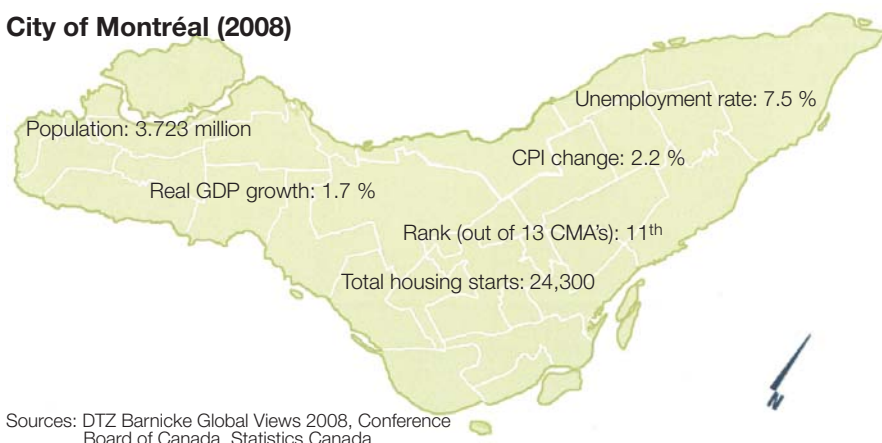 City of Montréal (2008)
Unemployment rate: 7.5 %
Population: 3.723 million
CPI change: 2.2 %
Real GDP growth: 1.7 %
Rank (out of 13 CMA's): 11th
Total housing starts: 24,300
N
Sources: DTZ Barnicke Global Views 2008, Conference
Board of Canada, Statistics Canada